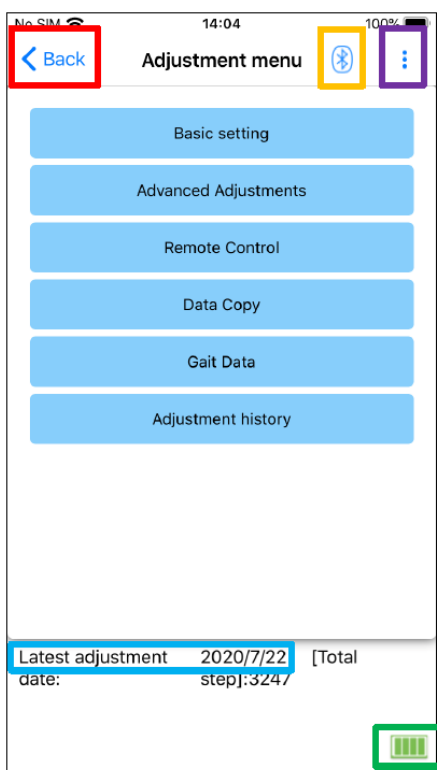 No SIM 14:04 100%
Back Adjustment menu
Basic setting
Advanced Adjustments
Remote Control
Data Copy
Gait Data
Adjustment history
Latest adjustment 2020/7/22 [Total
date: step]:3247